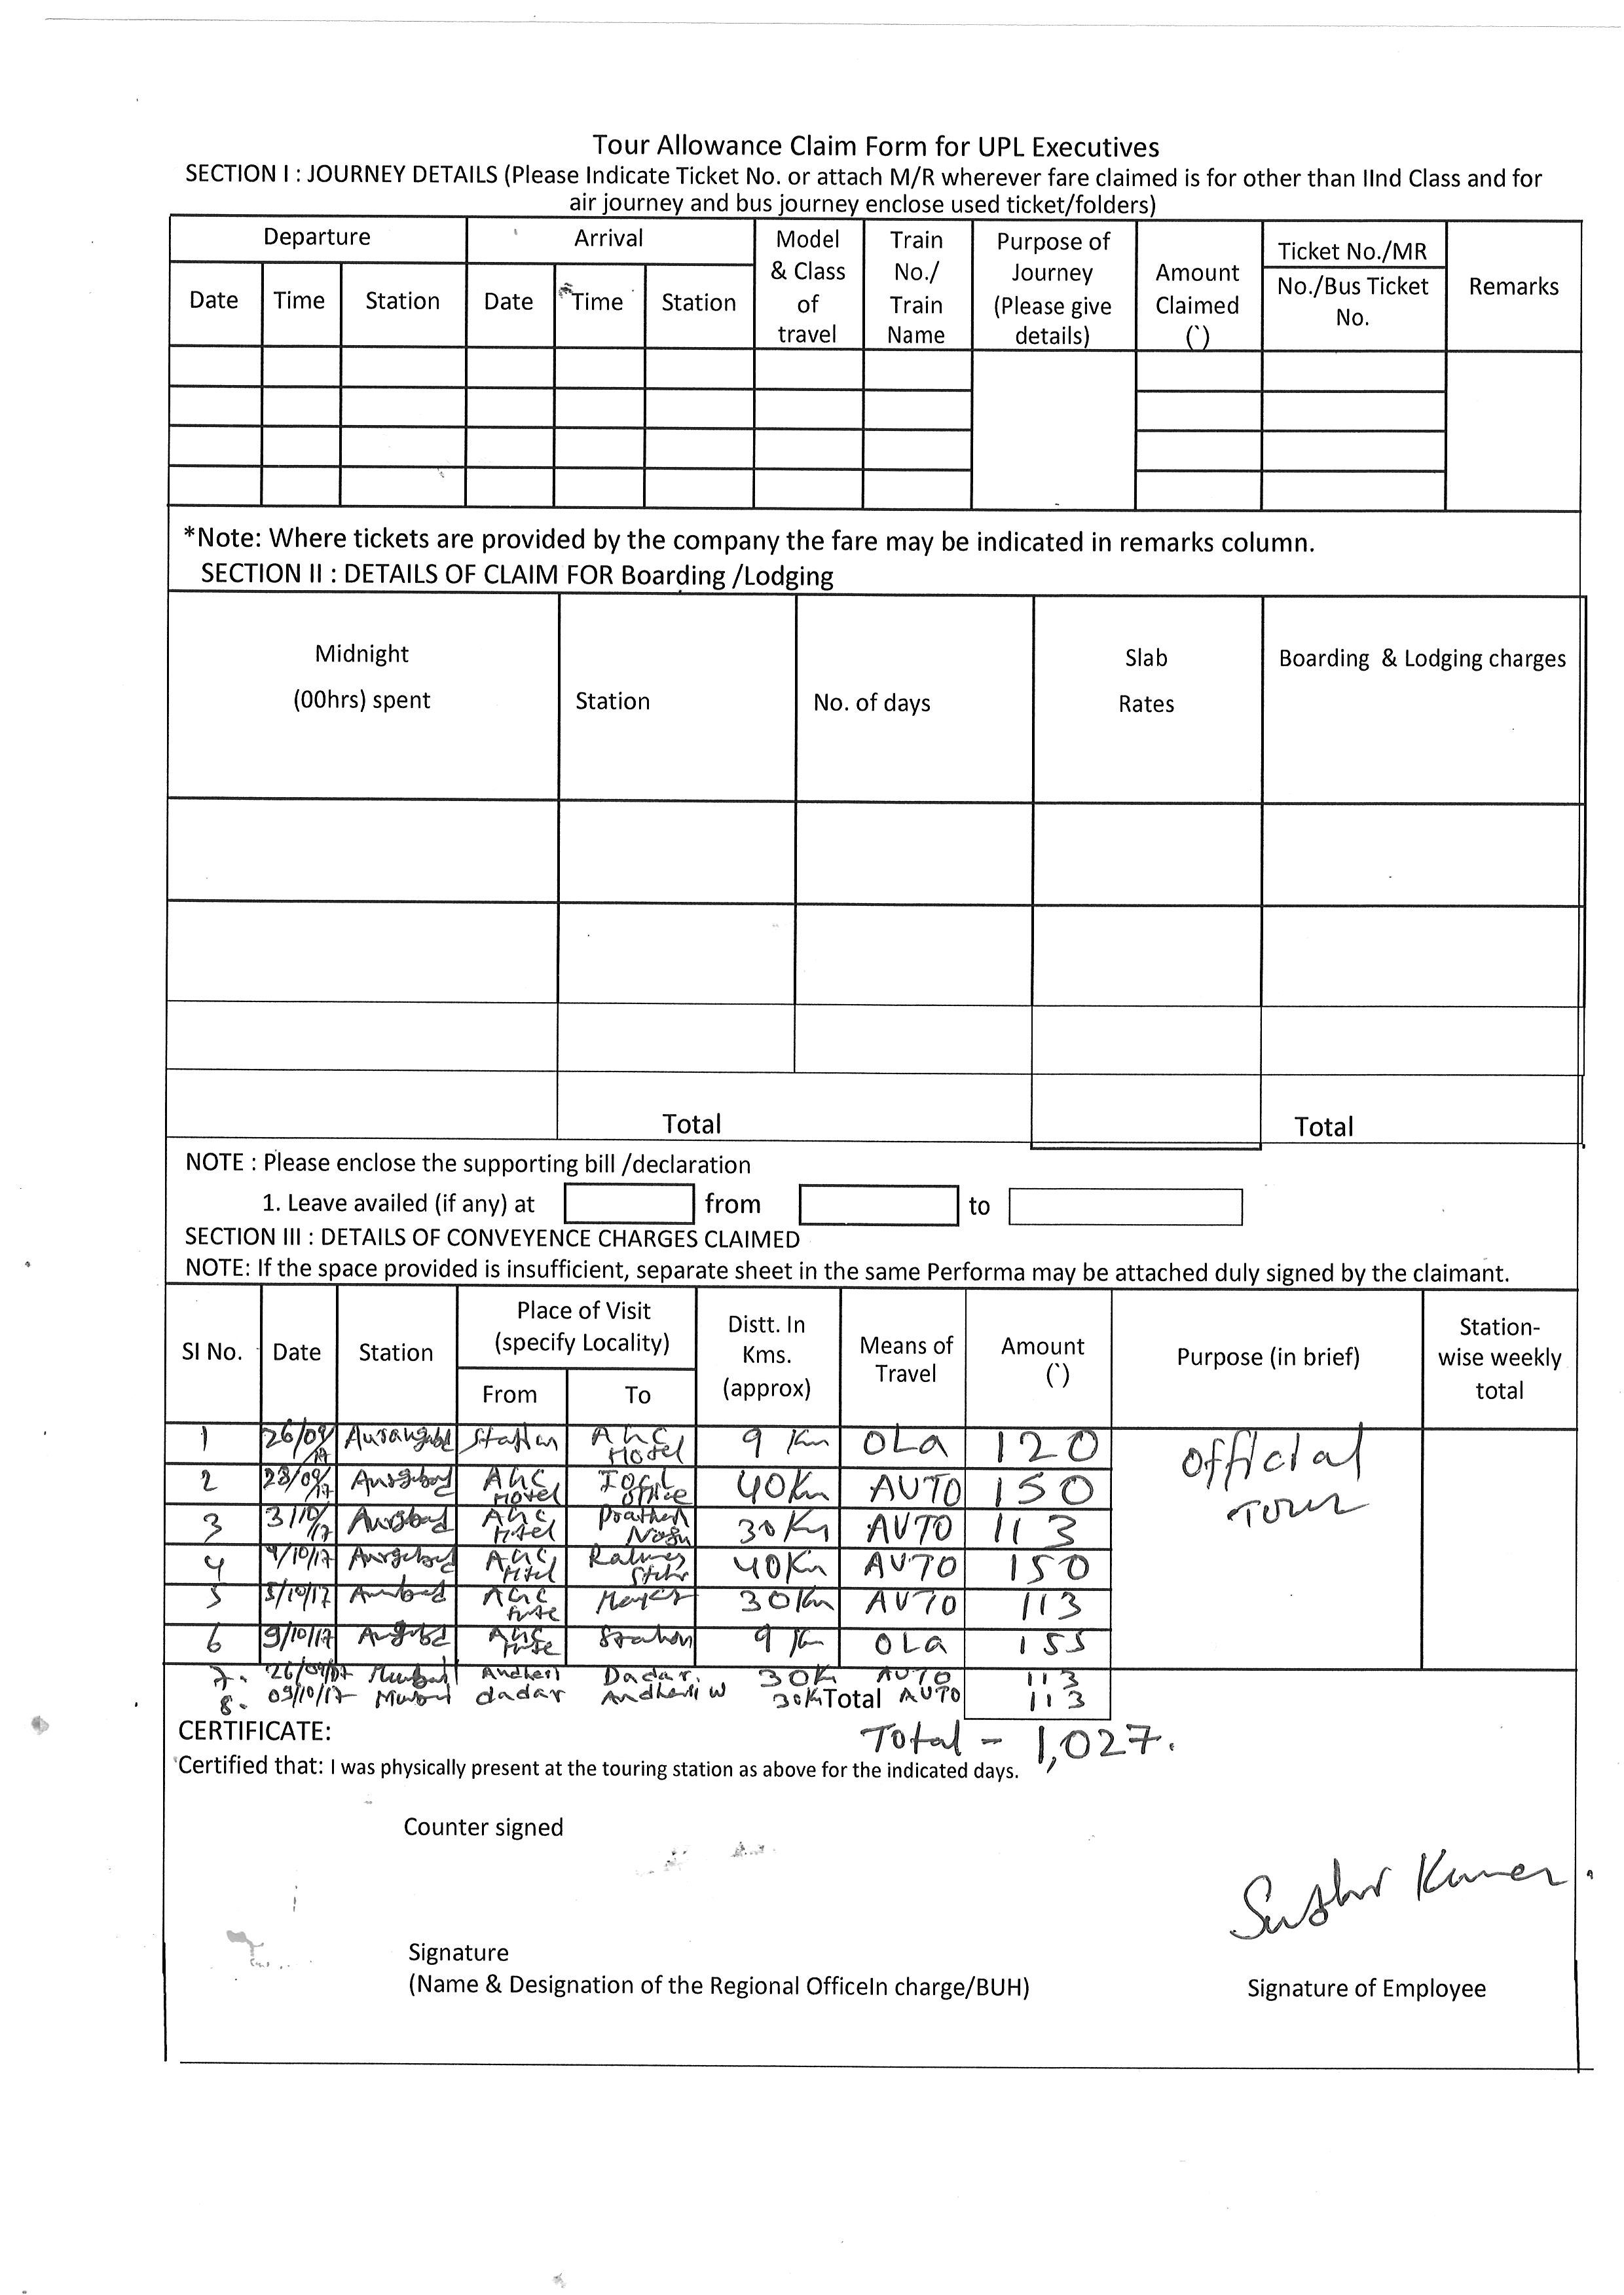 Tour Allowance Claim Form for UPL Executives
SECTION I : JOURNEY DETAILS (Please Indicate Ticket No. or attach M/R wherever fare claimed is for other than IInd Class and for
air journey and bus journey enclose used ticket/folders)
Departure Arrival Model & Class of travel Train No./ Train Name Purpose of Journey (Please give details) Amount Claimed (`) Ticket No./MR No./Bus Ticket No. Remarks
Date Time Station Date Time Station
*Note: Where tickets are provided by the company the fare may be indicated in remarks column.
SECTION II : DETAILS OF CLAIM FOR Boarding /Lodging
Midnight (00hrs) spent Station No. of days Slab Rates Boarding & Lodging charges
Total Total
NOTE : Please enclose the supporting bill /declaration
1. Leave availed (if any) at from to
SECTION III : DETAILS OF CONVEYENCE CHARGES CLAIMED
NOTE: If the space provided is insufficient, separate sheet in the same Performa may be attached duly signed by the claimant.
SI No. Date Station Place of Visit (specify Locality) Distt. In Kms. (approx) Means of Travel Amount (`) Purpose (in brief) Station-wise weekly total
From To
1 26/09/17 Station Hotel 9 Km OLA 120 Official Tour
2 28/09/17 Hotel office 40Km AUTO 150
3 3/10/17 30Km AUTO 113
4 4/10/17 40Km AUTO 150
5 5/10/17 30Km AUTO 113
6 9/10/17 Station 9 Km OLA 155
7. Andheri Dadar. 30K AUTO 113
8. 09/10/17 dadar Andheri W 30K Total AUTO 113
Total - 1,027.
CERTIFICATE:
Certified that: I was physically present at the touring station as above for the indicated days.
Counter signed
Kumar.
Signature
(Name & Designation of the Regional OfficeIn charge/BUH) Signature of Employee